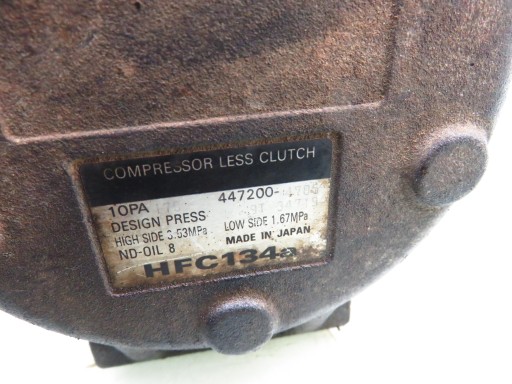 COMPRESSOR LESS CLUTCH
10PA 447200-
DESIGN PRESS
HIGH SIDE 3.53MPa LOW SIDE 1.67MPa
ND-OIL 8 MADE IN JAPAN
HFC134a